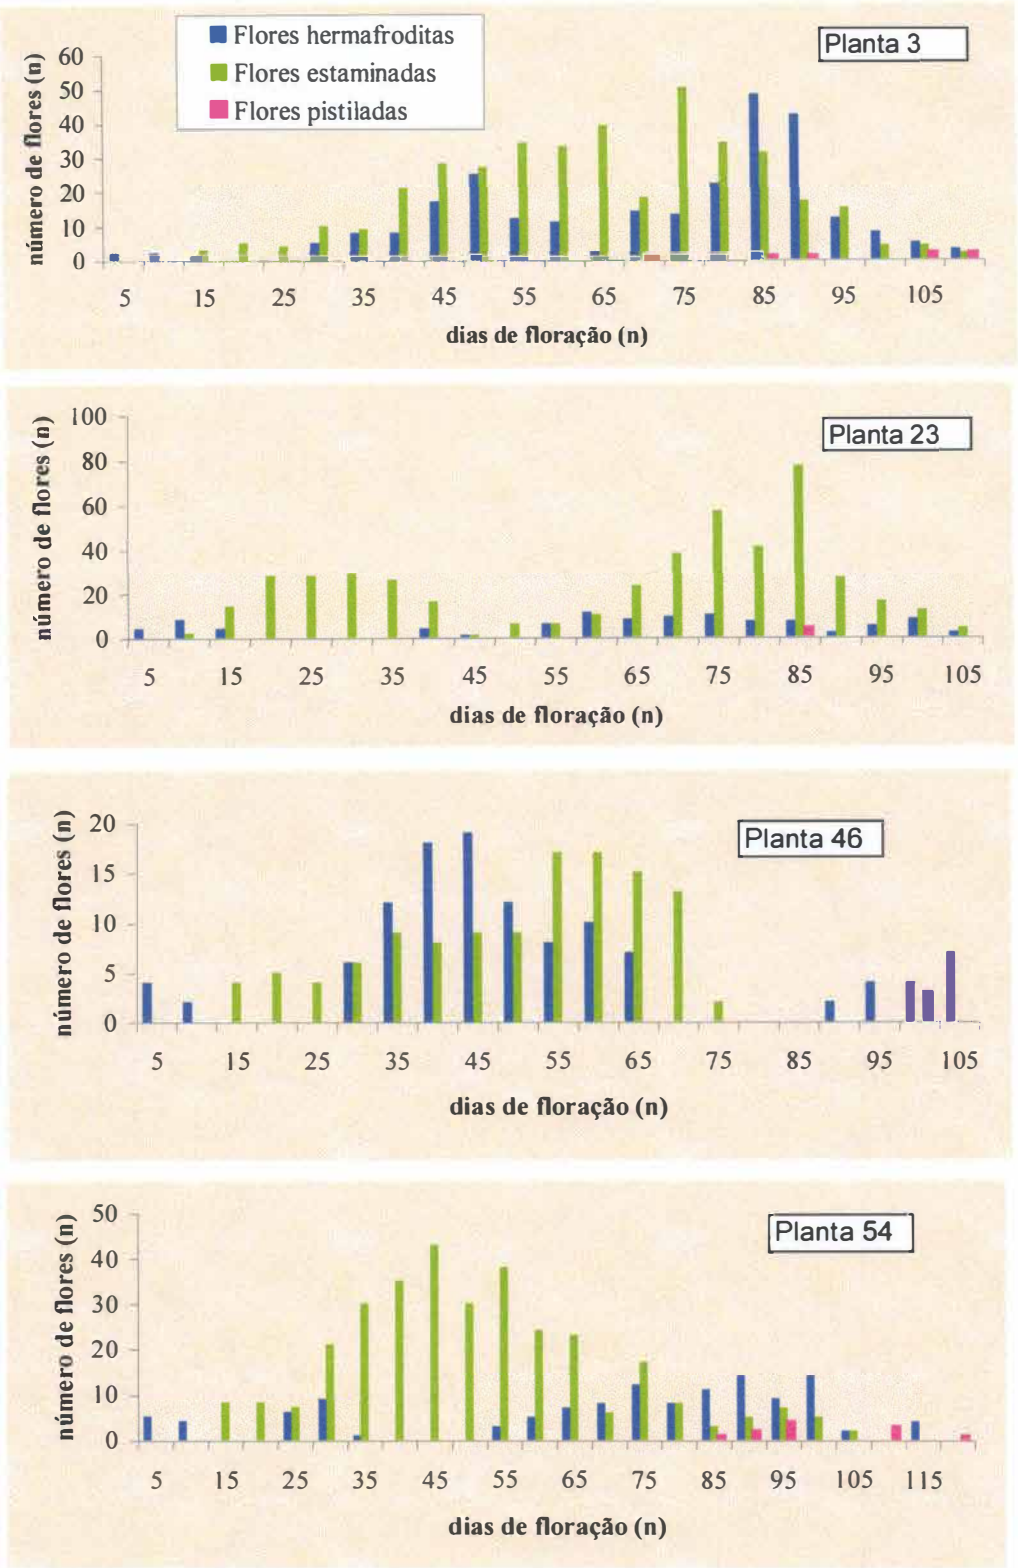 Flores hermafroditas
Flores estaminadas
Flores pistiladas
Planta 3
número de flores (n)
60
50
40
30
20
10
0
5 15 25 35 45 55 65 75 85 95 105
dias de floração (n)
Planta 23
número de flores (n)
100
80
60
40
20
0
5 15 25 35 45 55 65 75 85 95 105
dias de floração (n)
Planta 46
número de flores (n)
20
15
10
5
0
5 15 25 35 45 55 65 75 85 95 105
dias de floração (n)
Planta 54
número de flores (n)
50
40
30
20
10
0
5 15 25 35 45 55 65 75 85 95 105 115
dias de floração (n)